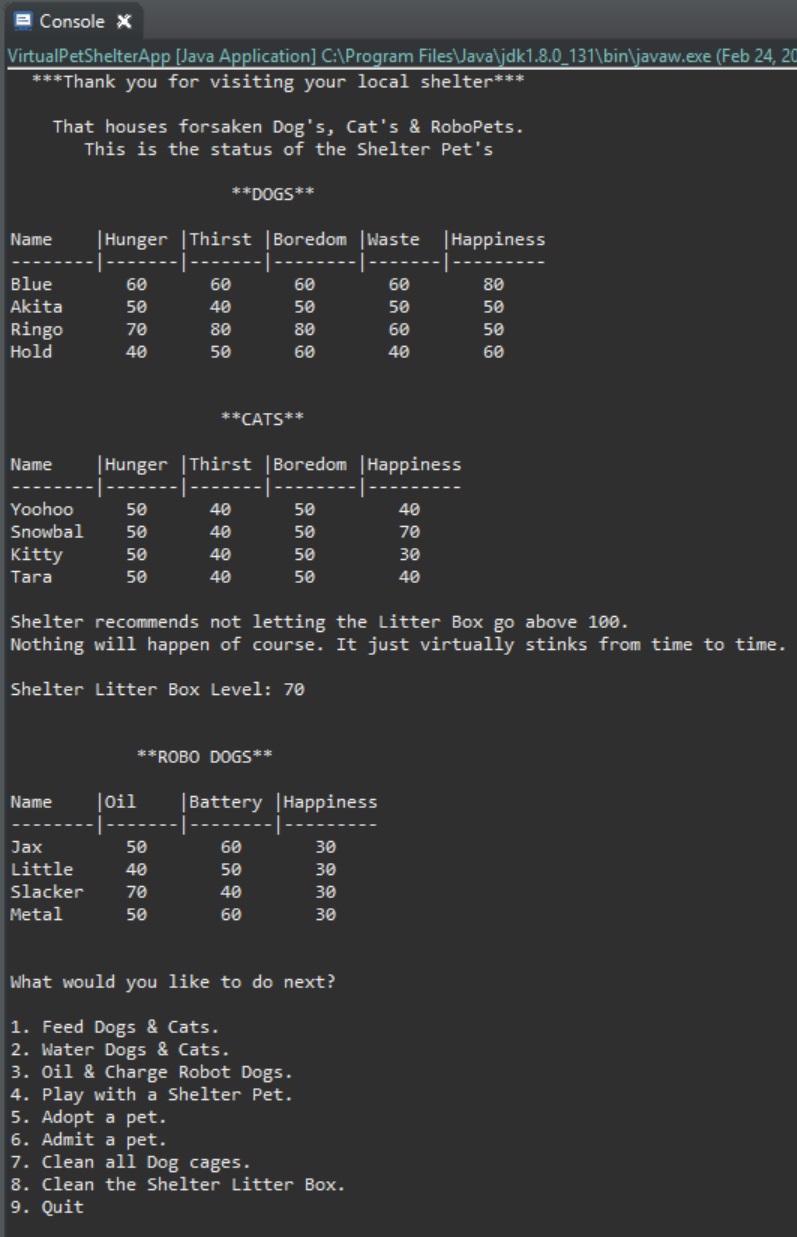 Console
VirtualPetShelterApp [Java Application] C:\Program Files\Java\jdk1.8.0_131\bin\javaw.exe (Feb 24, 20
***Thank you for visiting your local shelter***
That houses forsaken Dog's, Cat's & RoboPets.
This is the status of the Shelter Pet's
**DOGS**
Name    |Hunger |Thirst |Boredom |Waste  |Happiness
--------|-------|-------|--------|-------|---------
Blue       60      60      60      60       80
Akita      50      40      50      50       50
Ringo      70      80      80      60       50
Hold       40      50      60      40       60
**CATS**
Name    |Hunger |Thirst |Boredom |Happiness
--------|-------|-------|--------|---------
Yoohoo     50      40      50        40
Snowbal    50      40      50        70
Kitty      50      40      50        30
Tara       50      40      50        40
Shelter recommends not letting the Litter Box go above 100.
Nothing will happen of course. It just virtually stinks from time to time.
Shelter Litter Box Level: 70
**ROBO DOGS**
Name    |Oil    |Battery |Happiness
--------|-------|--------|---------
Jax        50       60       30
Little     40       50       30
Slacker    70       40       30
Metal      50       60       30
What would you like to do next?
1. Feed Dogs & Cats.
2. Water Dogs & Cats.
3. Oil & Charge Robot Dogs.
4. Play with a Shelter Pet.
5. Adopt a pet.
6. Admit a pet.
7. Clean all Dog cages.
8. Clean the Shelter Litter Box.
9. Quit